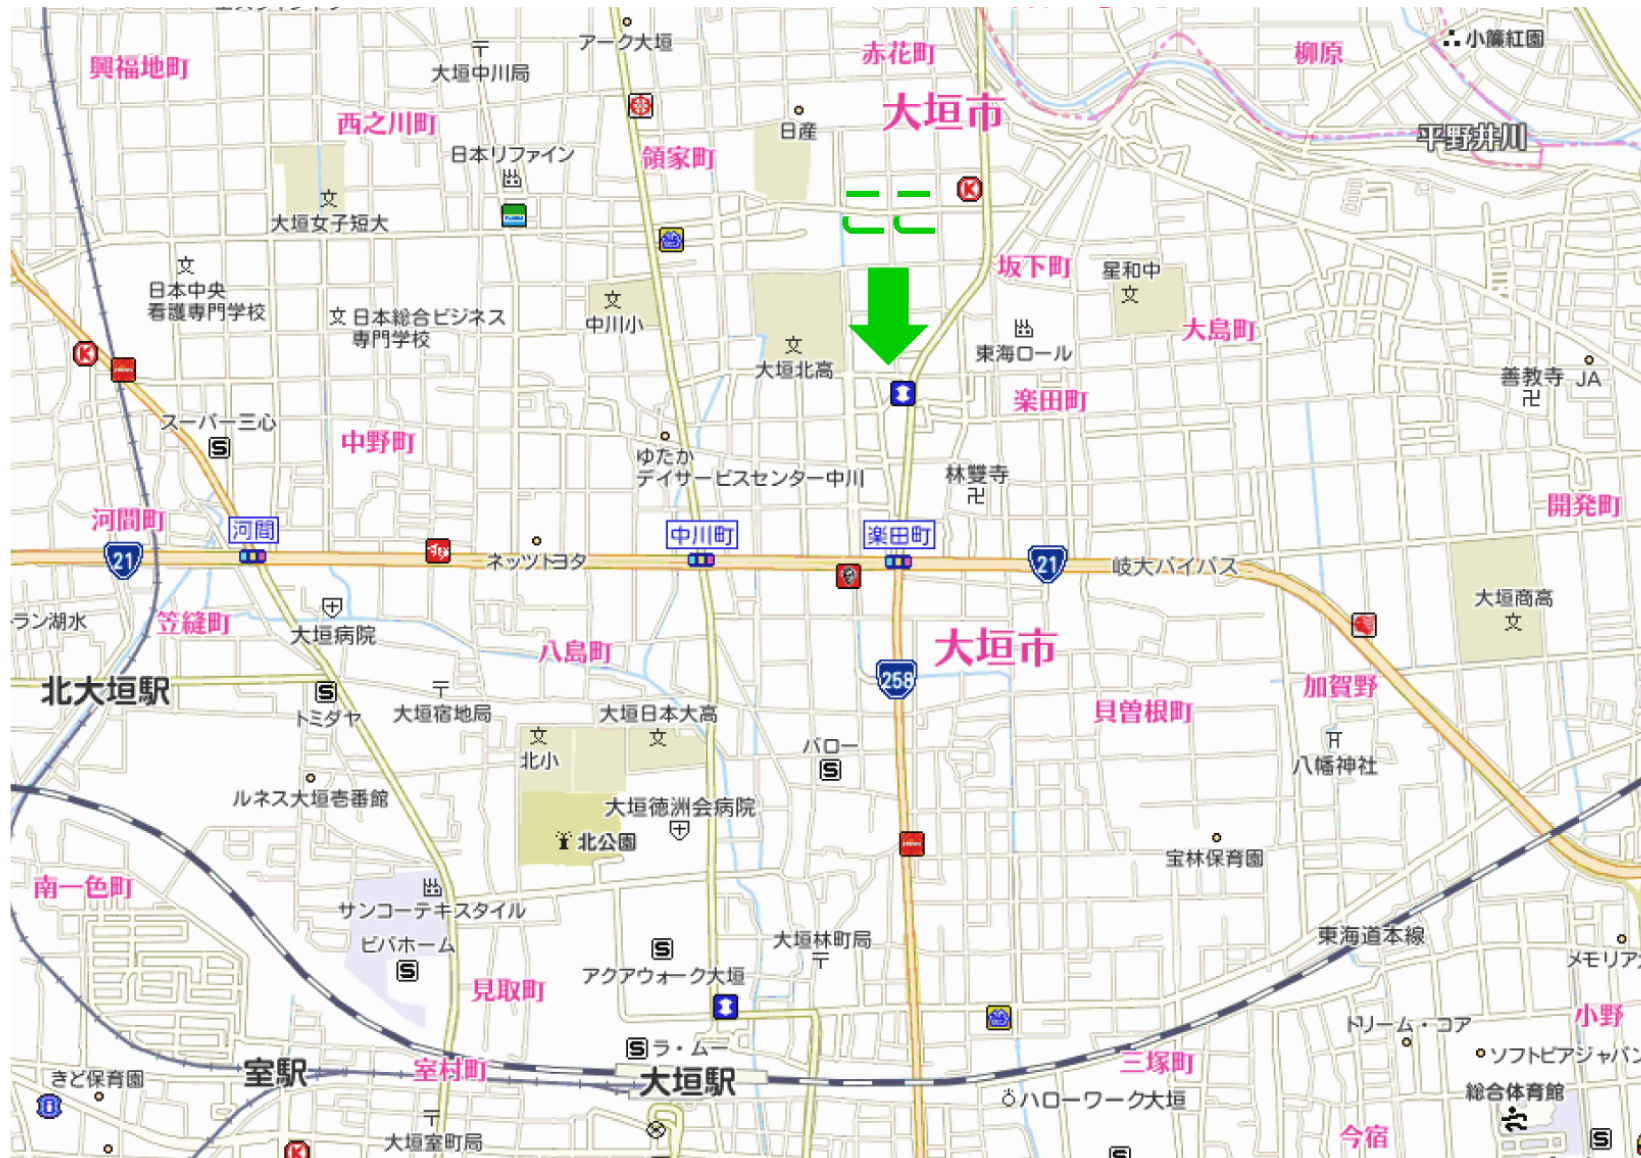 アーク大垣
赤花町
柳原
小簾紅園
興福地町
大垣中川局
大垣市
西之川町
日産
平野井川
日本リファイン
領家町
K
大垣女子短大
ここ
坂下町
星和中
日本中央
看護専門学校
日本総合ビジネス
専門学校
中川小
大島町
東海ロール
K
大垣北高
善教寺
JA
楽田町
スーパー三心
S
中野町
ゆたか
デイサービスセンター中川
林雙寺
開発町
河間町
河間
中川町
楽田町
21
ネッツトヨタ
21
岐大バイパス
大垣商高
ラン湖水
笠縫町
大垣病院
八島町
大垣市
258
北大垣駅
S
トミダヤ
大垣宿地局
大垣日本大高
加賀野
貝曽根町
北小
バロー
S
八幡神社
ルネス大垣壱番館
大垣徳洲会病院
北公園
宝林保育園
南一色町
サンコーテキスタイル
ビバホーム
S
S
アクアウォーク大垣
大垣林町局
東海道本線
メモリア
見取町
小野
ドリーム・コア
S
ラ・ムー
ソフトピアジャパン
室駅
室村町
大垣駅
三塚町
きど保育園
ハローワーク大垣
総合体育館
大垣室町局
今宿
K
S
S